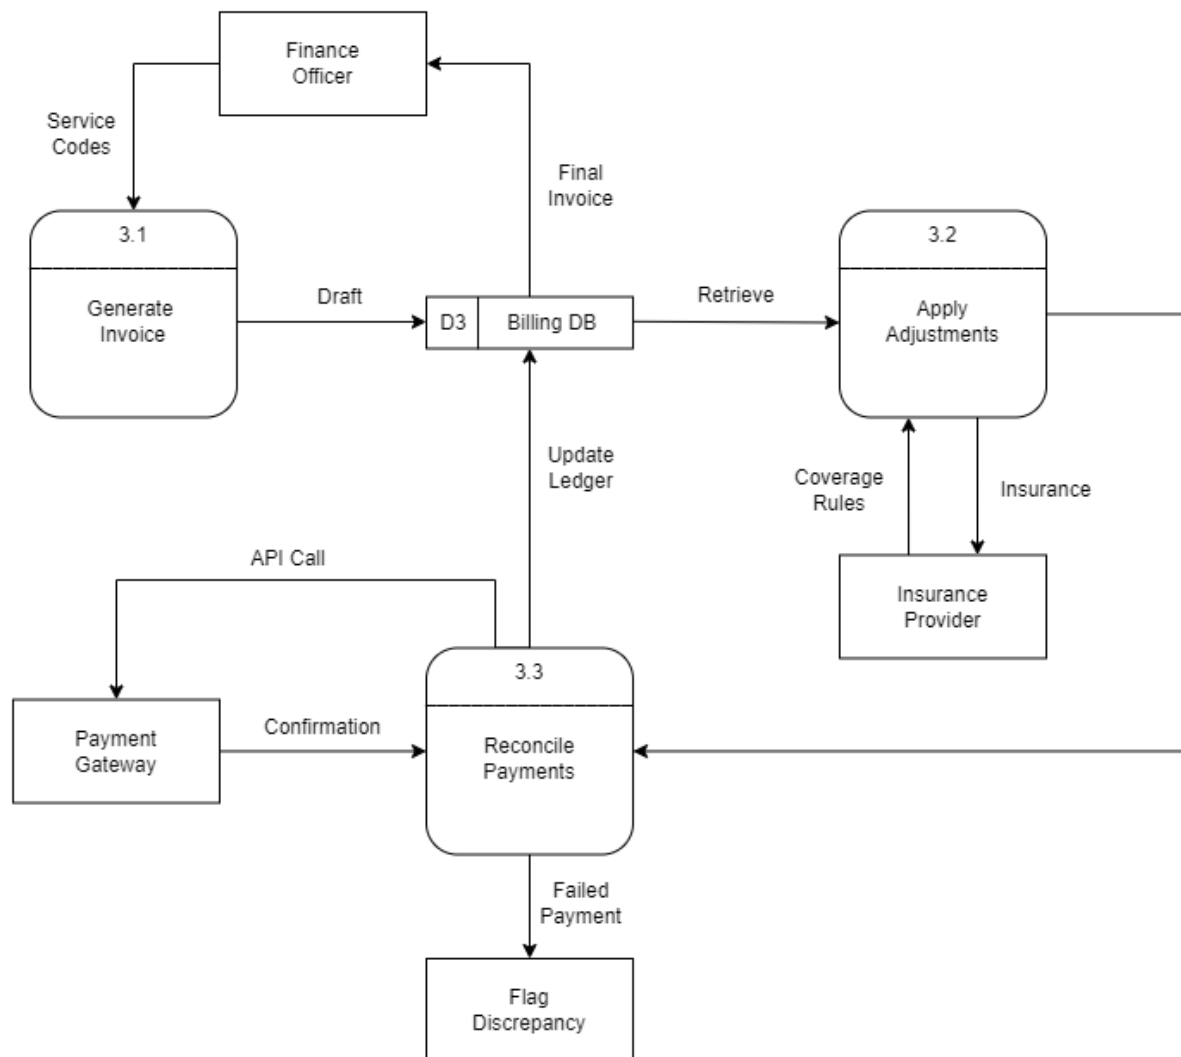 Finance
Officer
Service
Codes
Final
Invoice
3.1
Generate
Invoice
Draft
D3
Billing DB
Retrieve
3.2
Apply
Adjustments
Update
Ledger
Coverage
Rules
Insurance
API Call
Insurance
Provider
3.3
Reconcile
Payments
Payment
Gateway
Confirmation
Failed
Payment
Flag
Discrepancy